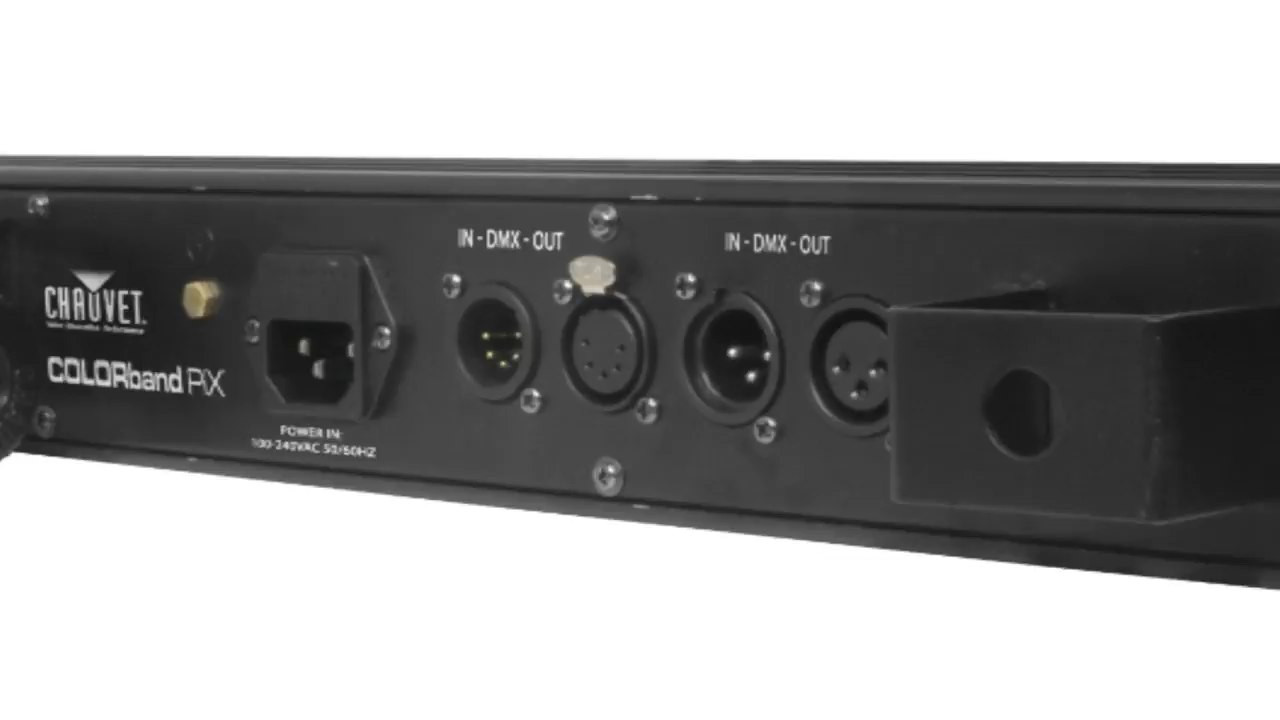 CHAUVET
COLORband PiX
POWER IN:
100-240VAC 50/60HZ
IN - DMX - OUT
IN - DMX - OUT